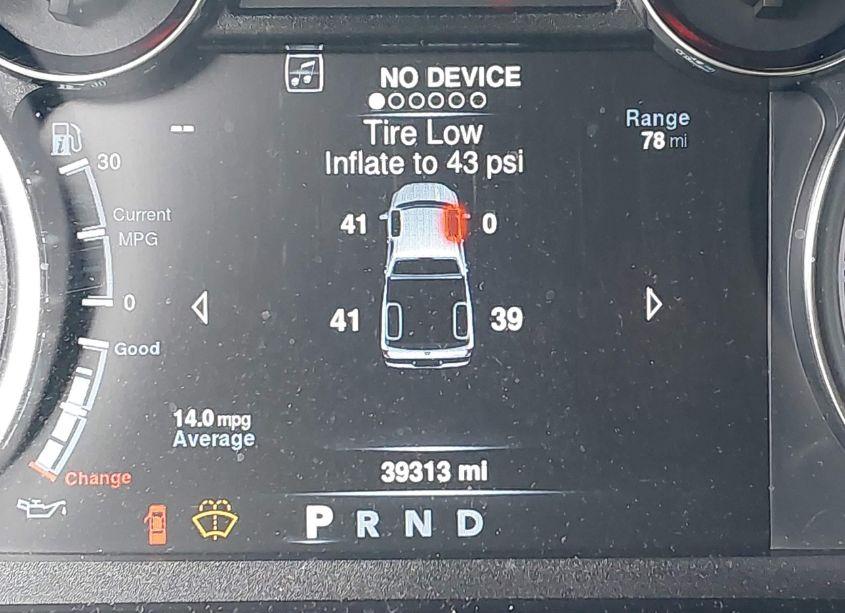 NO DEVICE
Tire Low
Inflate to 43 psi
Range
78 mi
--
30
Current
MPG
0
41 0
41 39
Good
Change
14.0 mpg
Average
39313 mi
P R N D